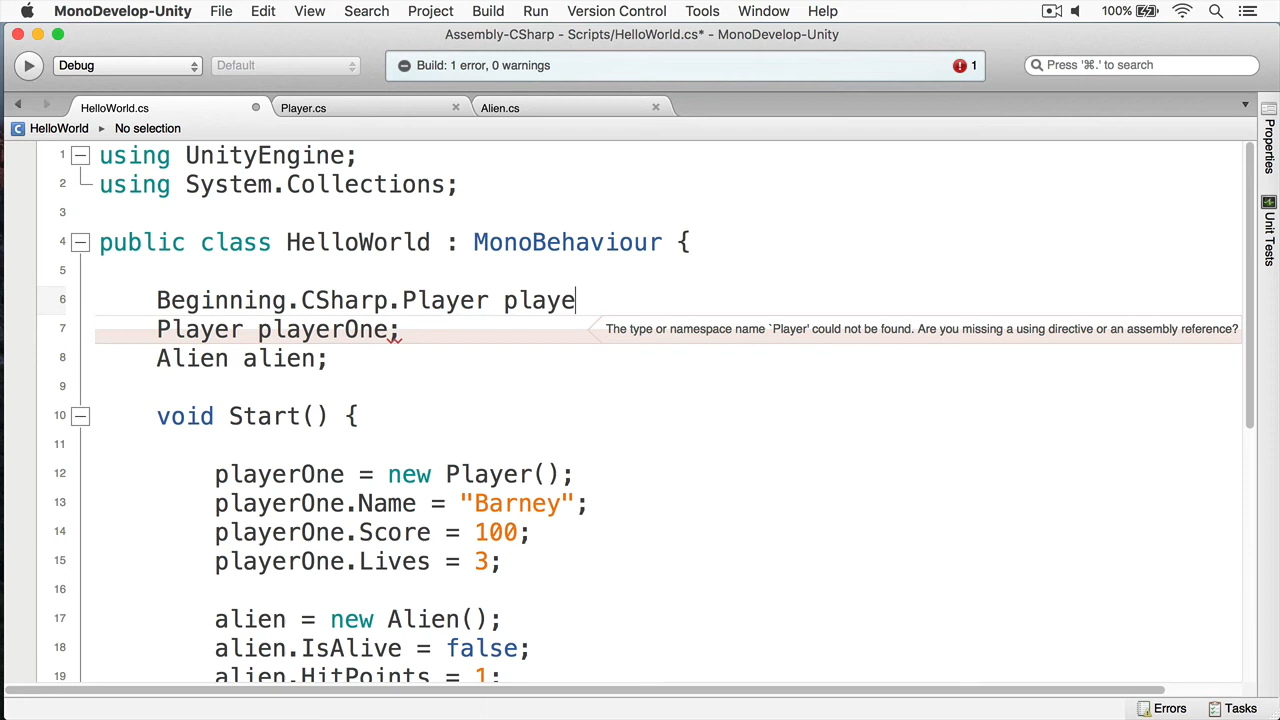 MonoDevelop-Unity File Edit View Search Project Build Run Version Control Tools Window Help 100%
Assembly-CSharp - Scripts/HelloWorld.cs* - MonoDevelop-Unity
Debug Default Build: 1 error, 0 warnings 1 Press '⌘.' to search
HelloWorld.cs Player.cs Alien.cs
HelloWorld ▸ No selection
1 using UnityEngine;
2 using System.Collections;
3
4 public class HelloWorld : MonoBehaviour {
5
6 Beginning.CSharp.Player playe
7 Player playerOne; The type or namespace name `Player' could not be found. Are you missing a using directive or an assembly reference?
8 Alien alien;
9
10 void Start() {
11
12 playerOne = new Player();
13 playerOne.Name = "Barney";
14 playerOne.Score = 100;
15 playerOne.Lives = 3;
16
17 alien = new Alien();
18 alien.IsAlive = false;
19 alien.HitPoints = 1;
Properties
Unit Tests
Errors Tasks